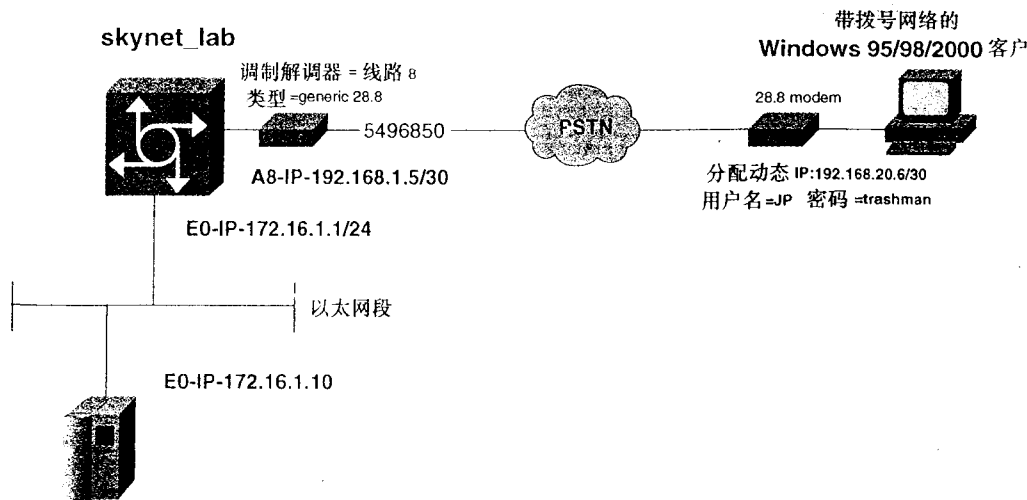 带拨号网络的
Windows 95/98/2000 客户
skynet_lab
调制解调器 = 线路 8
类型 =generic 28.8
28.8 modem
5496850
PSTN
A8-IP-192.168.1.5/30
分配动态 IP:192.168.20.6/30
用户名=JP 密码 =trashman
E0-IP-172.16.1.1/24
以太网段
E0-IP-172.16.1.10